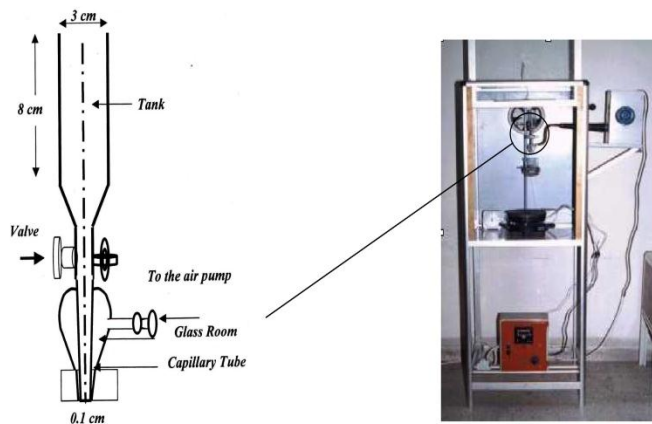 3 cm
8 cm
Tank
Valve
To the air pump
Glass Room
Capillary Tube
0.1 cm